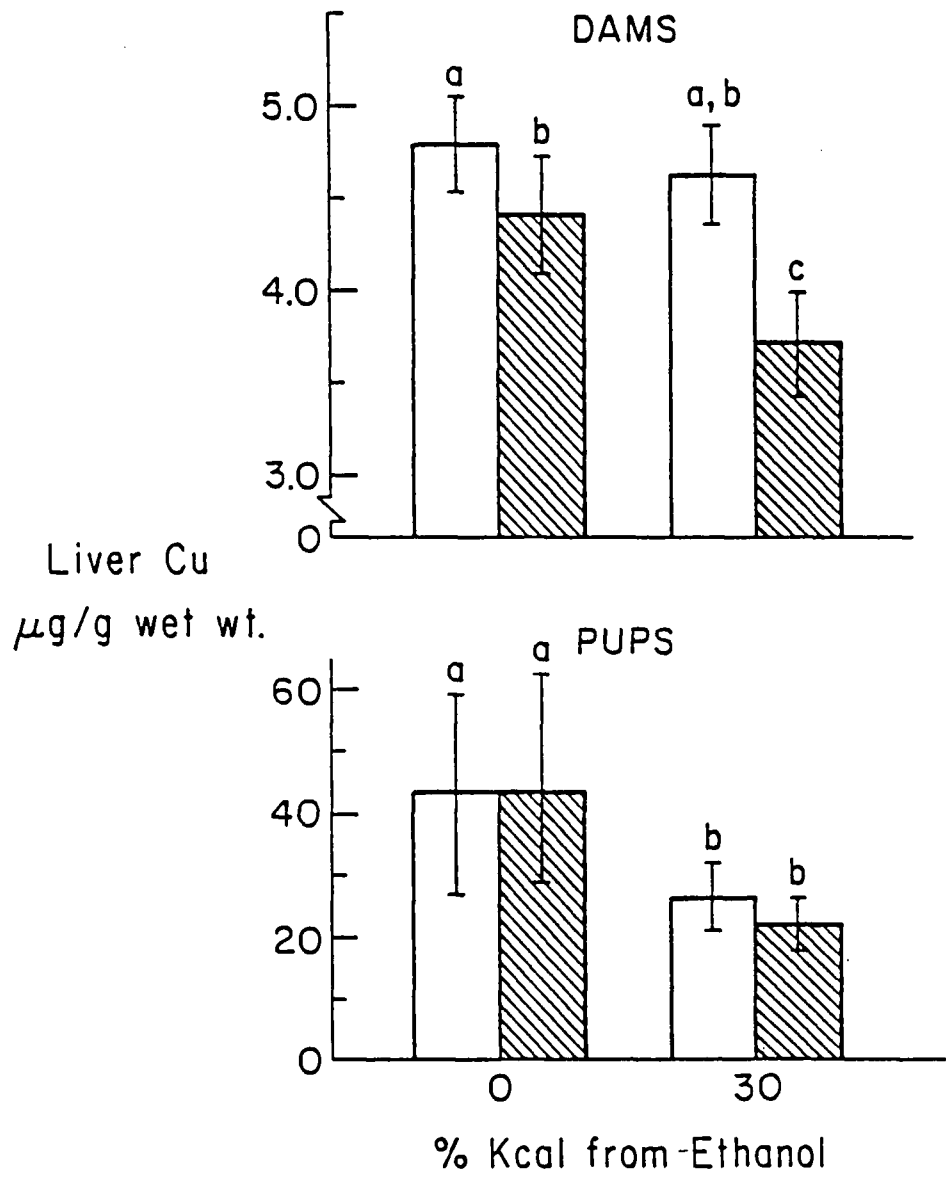 DAMS
5.0
4.0
3.0
0
a
b
a, b
c
Liver Cu
µg/g wet wt.
PUPS
60
40
20
0
a
a
b
b
0 30
% Kcal from-Ethanol